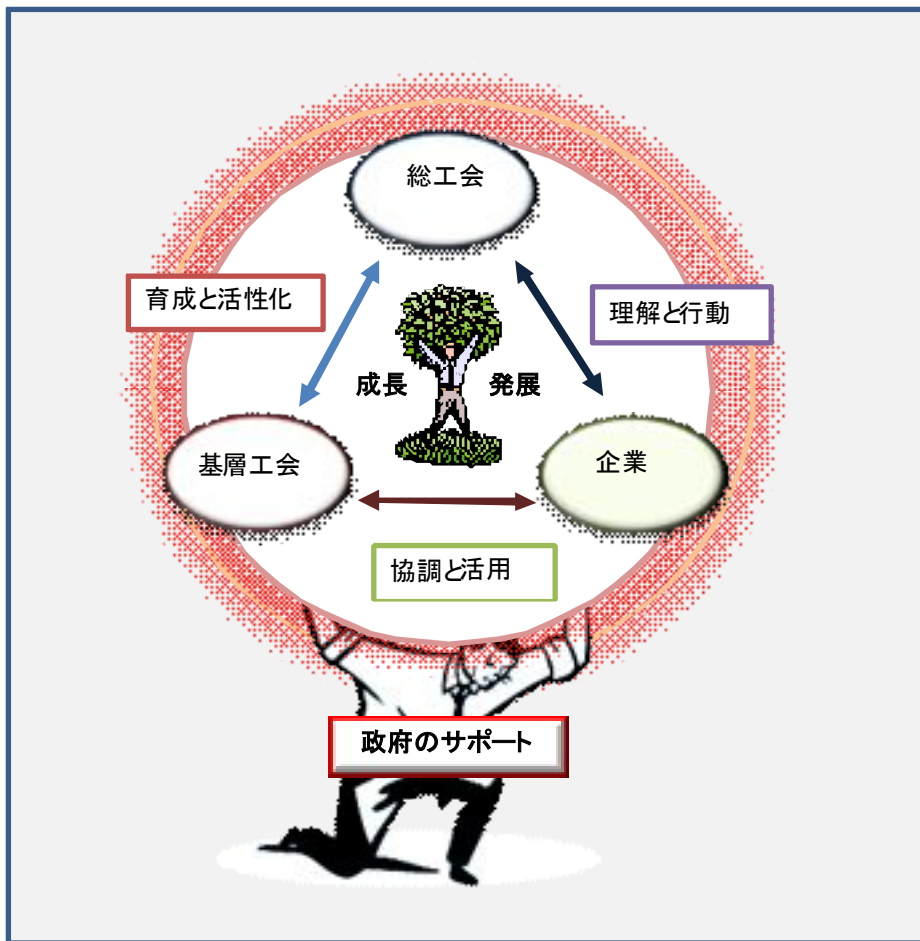 総工会
育成と活性化
理解と行動
成長
発展
基層工会
企業
協調と活用
政府のサポート